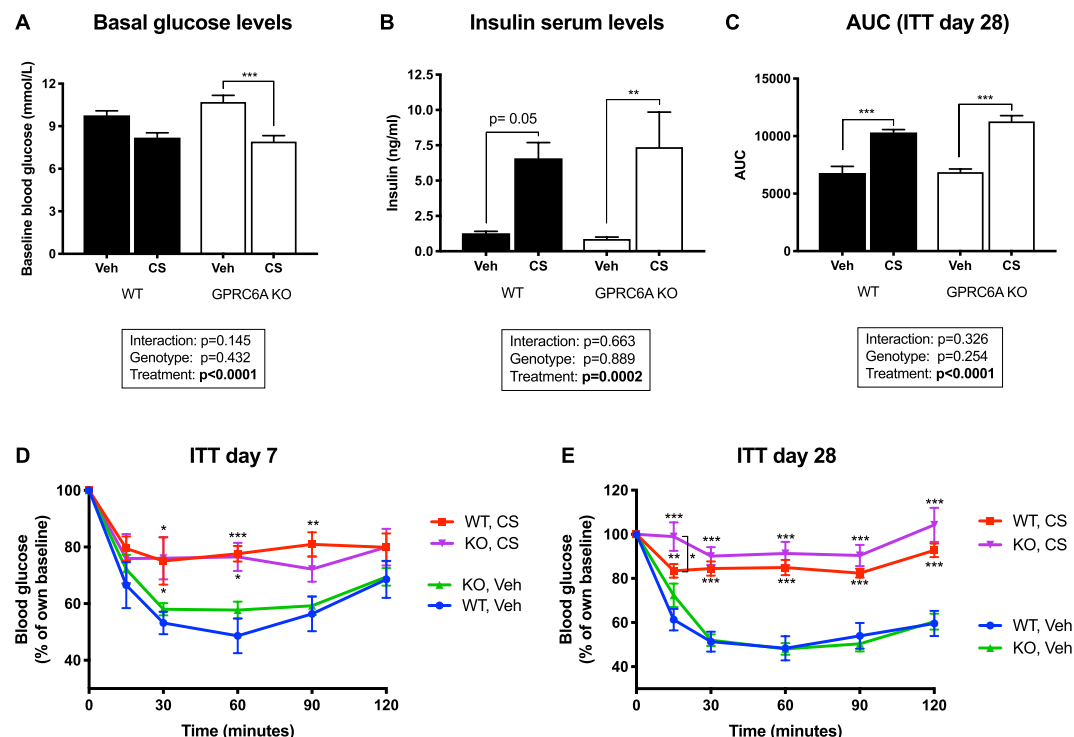 A Basal glucose levels
Baseline blood glucose (mmol/L)
12
9
6
3
0
***
Veh CS Veh CS
WT GPRC6A KO
Interaction: p=0.145
Genotype: p=0.432
Treatment: p<0.0001
B Insulin serum levels
Insulin (ng/ml)
12.5
10.0
7.5
5.0
2.5
0.0
p= 0.05
**
Veh CS Veh CS
WT GPRC6A KO
Interaction: p=0.663
Genotype: p=0.889
Treatment: p=0.0002
C AUC (ITT day 28)
AUC
15000
10000
5000
0
*** ***
Veh CS Veh CS
WT GPRC6A KO
Interaction: p=0.326
Genotype: p=0.254
Treatment: p<0.0001
D ITT day 7
Blood glucose
(% of own baseline)
100
80
60
40
* *** **
* *
0 30 60 90 120
Time (minutes)
WT, CS
KO, CS
KO, Veh
WT, Veh
E ITT day 28
Blood glucose
(% of own baseline)
120
100
80
60
40
*** *** *** *** ***
** * *** *** *** ***
0 30 60 90 120
Time (minutes)
WT, CS
KO, CS
WT, Veh
KO, Veh